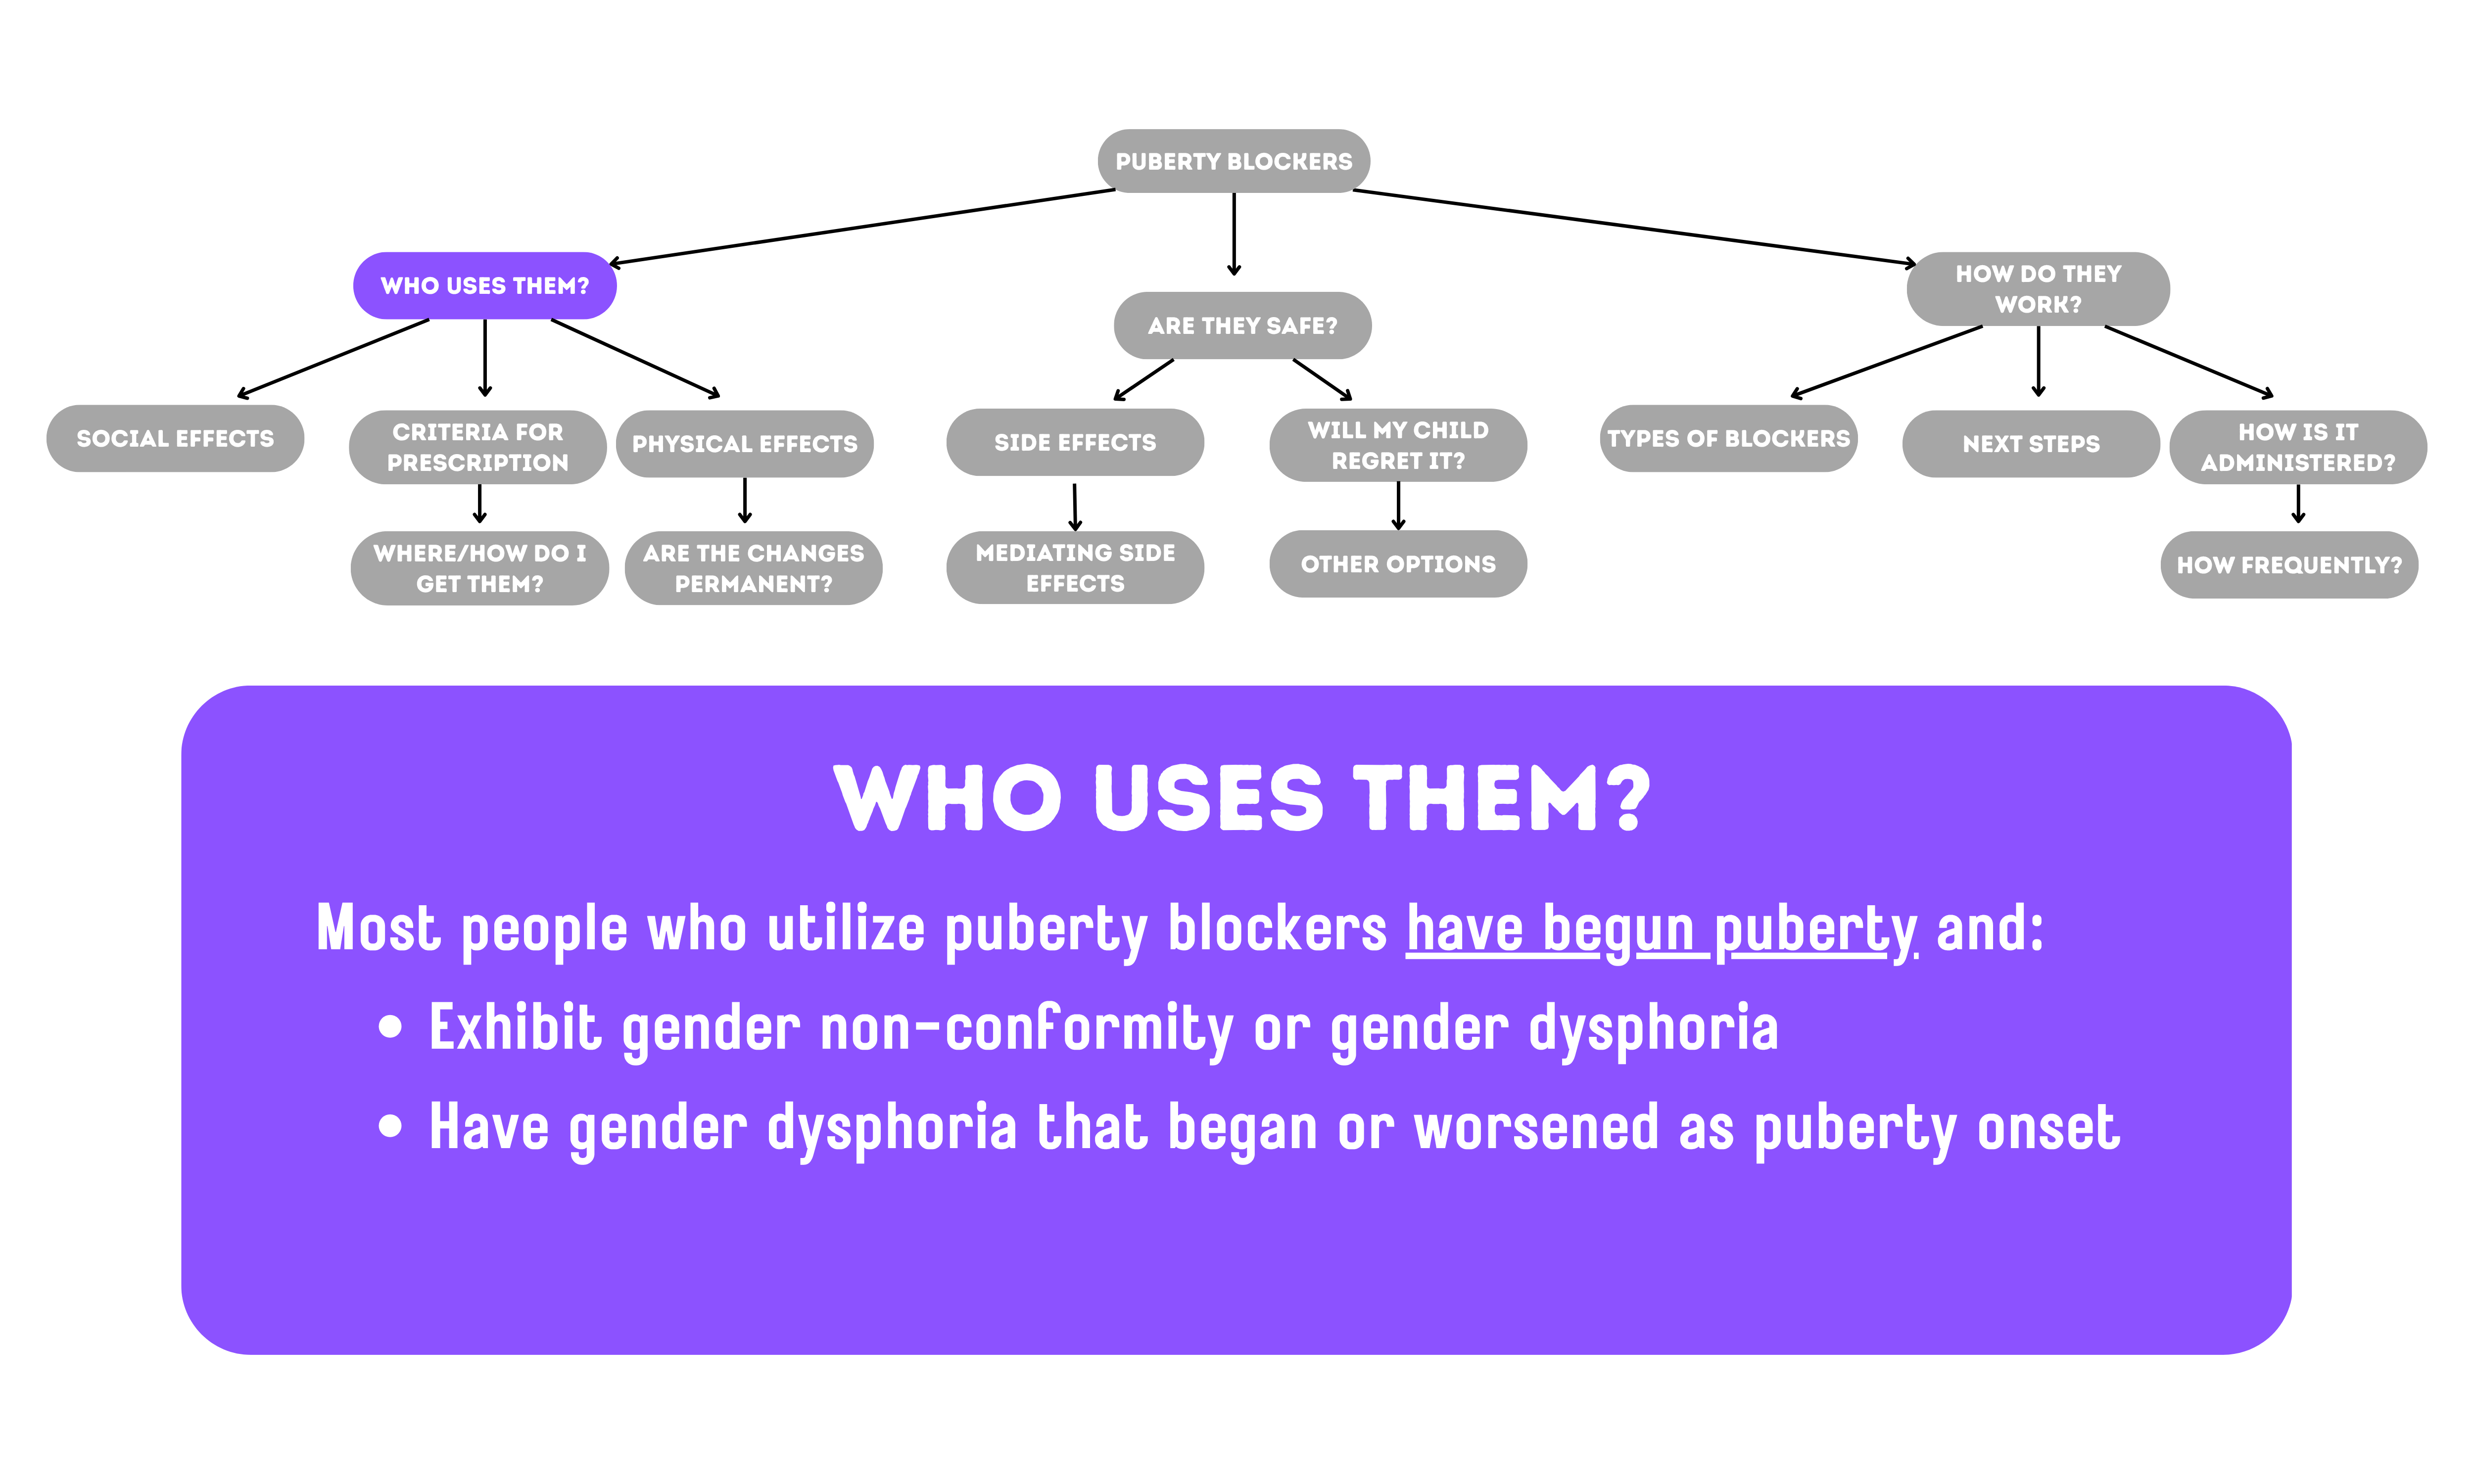 PUBERTY BLOCKERS
WHO USES THEM?
ARE THEY SAFE?
HOW DO THEY
WORK?
SOCIAL EFFECTS
CRITERIA FOR
PRESCRIPTION
PHYSICAL EFFECTS
SIDE EFFECTS
WILL MY CHILD
REGRET IT?
TYPES OF BLOCKERS
NEXT STEPS
HOW IS IT
ADMINISTERED?
WHERE/HOW DO I
GET THEM?
ARE THE CHANGES
PERMANENT?
MEDIATING SIDE
EFFECTS
OTHER OPTIONS
HOW FREQUENTLY?
WHO USES THEM?
Most people who utilize puberty blockers have begun puberty and:
• Exhibit gender non-conformity or gender dysphoria
• Have gender dysphoria that began or worsened as puberty onset